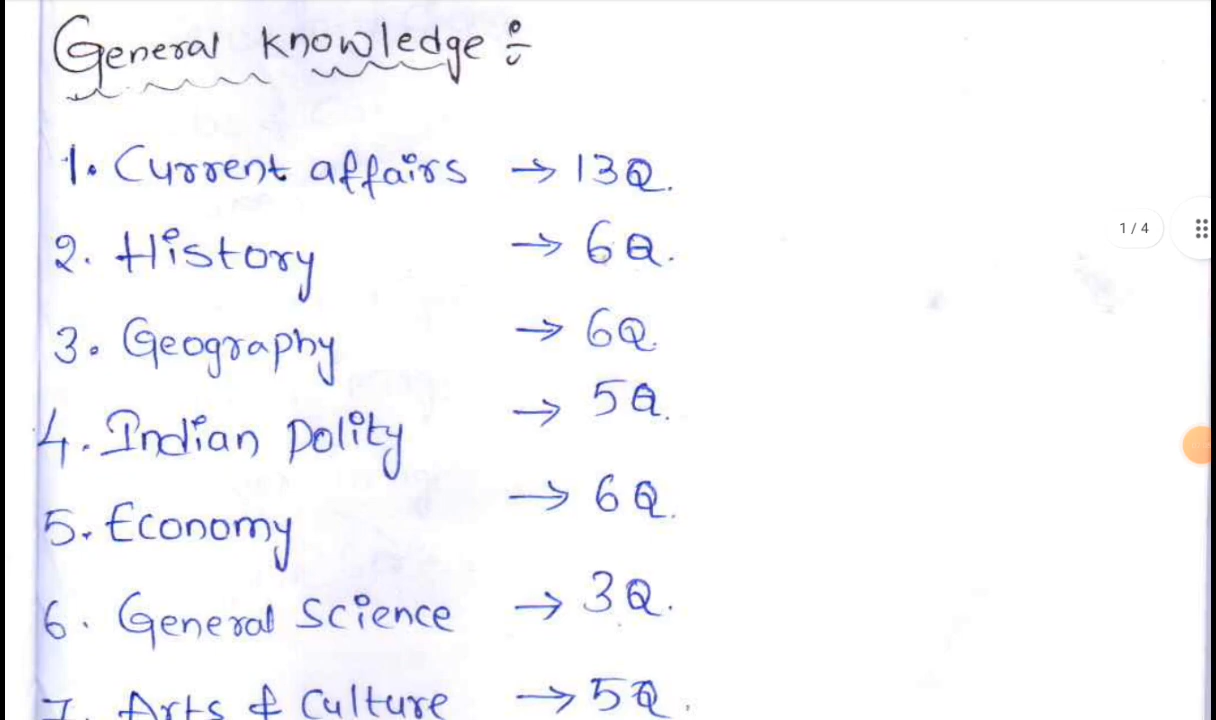 General knowledge :-
1. Current affairs → 13Q.
2. History → 6Q.
1 / 4
3. Geography → 6Q.
4. Indian polity → 5Q.
5. Economy → 6Q.
6. General Science → 3Q.
7. Arts & Culture → 5Q.